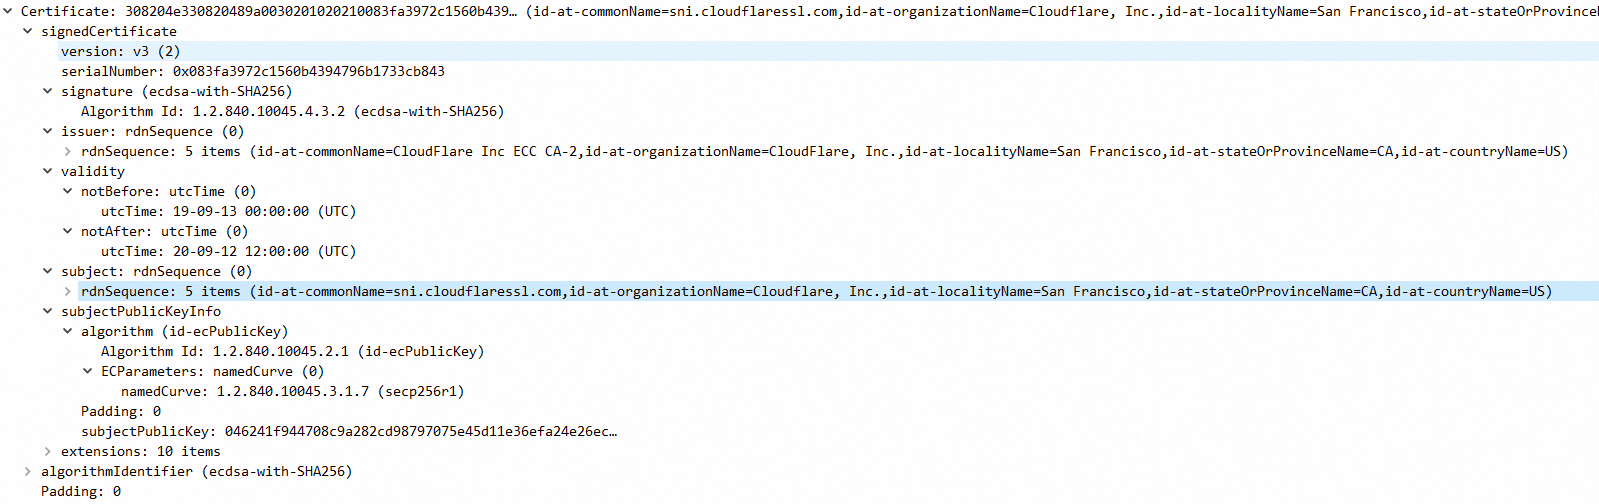 Certificate: 308204e330820489a0030201020210083fa3972c1560b439… (id-at-commonName=sni.cloudflaressl.com,id-at-organizationName=Cloudflare, Inc.,id-at-localityName=San Francisco,id-at-stateOrProvinceN
signedCertificate
version: v3 (2)
serialNumber: 0x083fa3972c1560b4394796b1733cb843
signature (ecdsa-with-SHA256)
Algorithm Id: 1.2.840.10045.4.3.2 (ecdsa-with-SHA256)
issuer: rdnSequence (0)
rdnSequence: 5 items (id-at-commonName=CloudFlare Inc ECC CA-2,id-at-organizationName=CloudFlare, Inc.,id-at-localityName=San Francisco,id-at-stateOrProvinceName=CA,id-at-countryName=US)
validity
notBefore: utcTime (0)
utcTime: 19-09-13 00:00:00 (UTC)
notAfter: utcTime (0)
utcTime: 20-09-12 12:00:00 (UTC)
subject: rdnSequence (0)
rdnSequence: 5 items (id-at-commonName=sni.cloudflaressl.com,id-at-organizationName=Cloudflare, Inc.,id-at-localityName=San Francisco,id-at-stateOrProvinceName=CA,id-at-countryName=US)
subjectPublicKeyInfo
algorithm (id-ecPublicKey)
Algorithm Id: 1.2.840.10045.2.1 (id-ecPublicKey)
ECParameters: namedCurve (0)
namedCurve: 1.2.840.10045.3.1.7 (secp256r1)
Padding: 0
subjectPublicKey: 046241f944708c9a282cd98797075e45d11e36efa24e26ec…
extensions: 10 items
algorithmIdentifier (ecdsa-with-SHA256)
Padding: 0